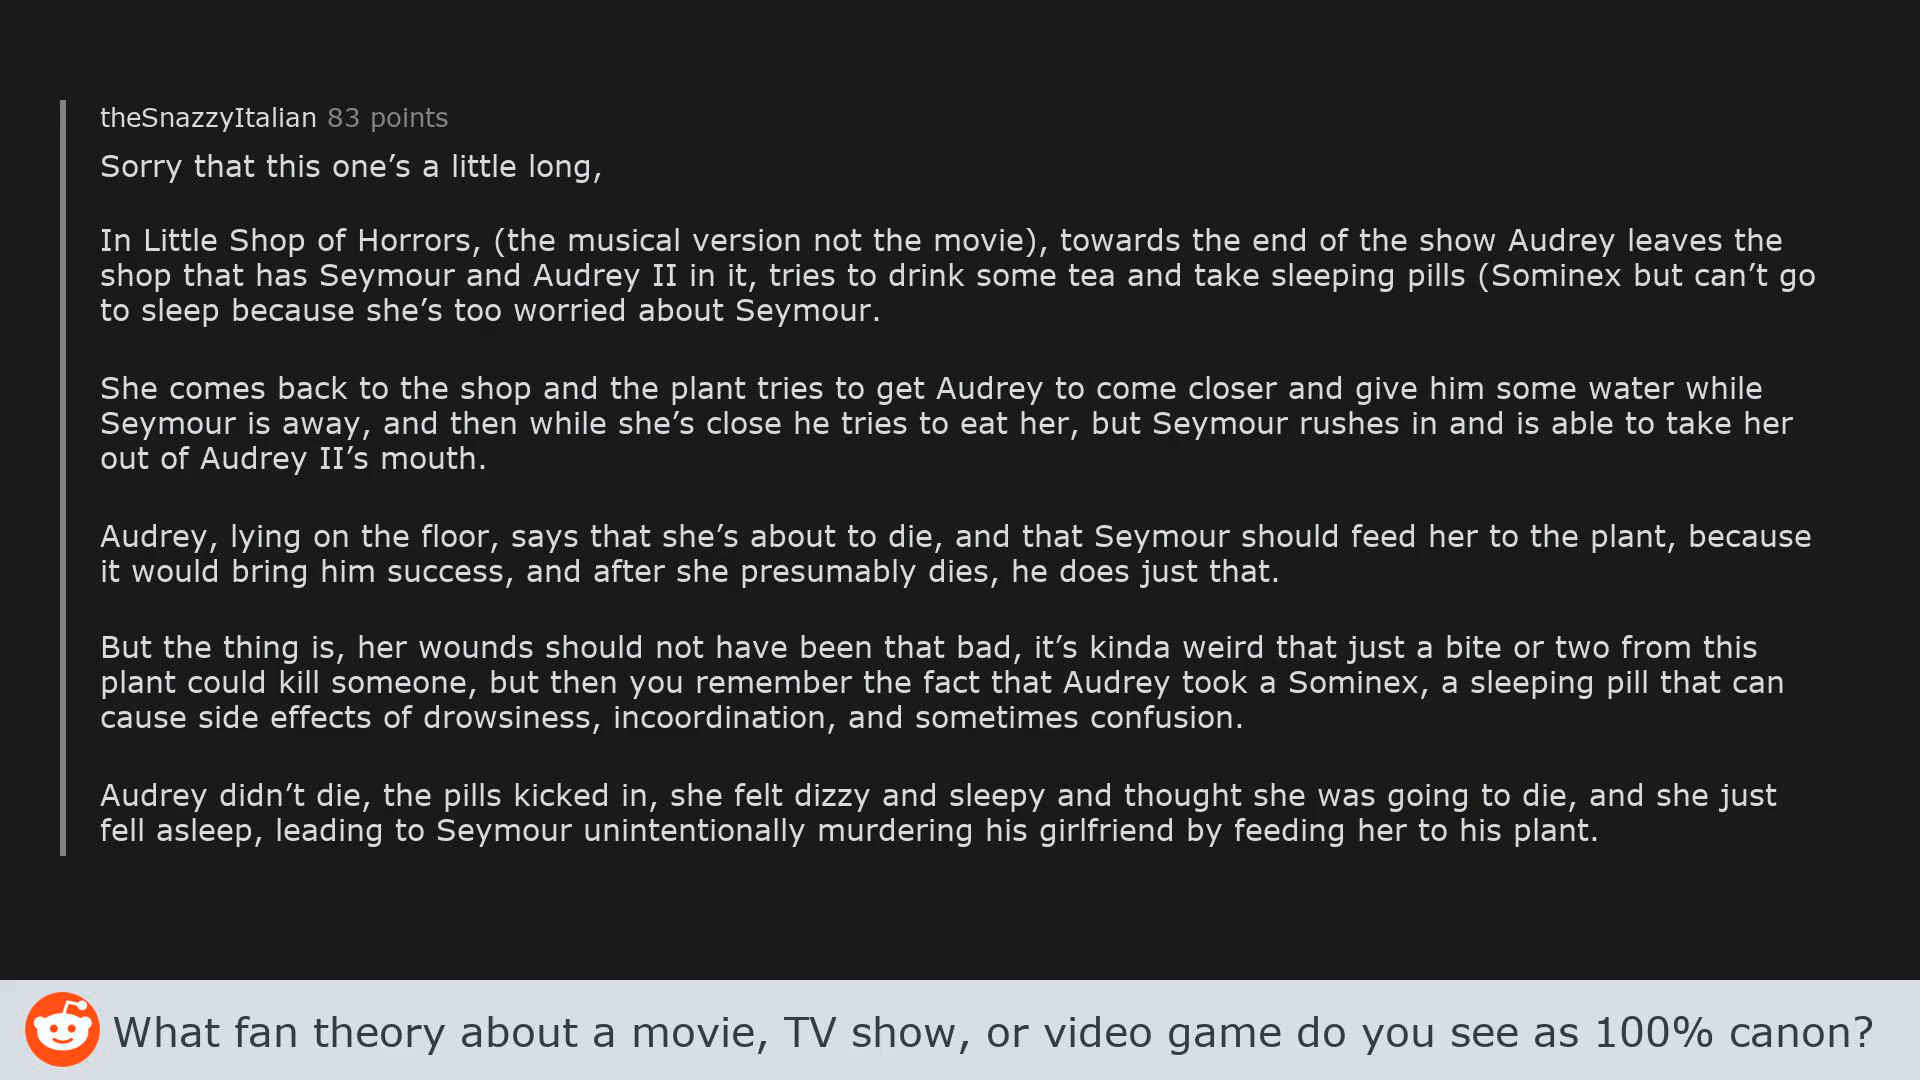 theSnazzyItalian 83 points
Sorry that this one’s a little long,
In Little Shop of Horrors, (the musical version not the movie), towards the end of the show Audrey leaves the
shop that has Seymour and Audrey II in it, tries to drink some tea and take sleeping pills (Sominex but can’t go
to sleep because she’s too worried about Seymour.
She comes back to the shop and the plant tries to get Audrey to come closer and give him some water while
Seymour is away, and then while she’s close he tries to eat her, but Seymour rushes in and is able to take her
out of Audrey II’s mouth.
Audrey, lying on the floor, says that she’s about to die, and that Seymour should feed her to the plant, because
it would bring him success, and after she presumably dies, he does just that.
But the thing is, her wounds should not have been that bad, it’s kinda weird that just a bite or two from this
plant could kill someone, but then you remember the fact that Audrey took a Sominex, a sleeping pill that can
cause side effects of drowsiness, incoordination, and sometimes confusion.
Audrey didn’t die, the pills kicked in, she felt dizzy and sleepy and thought she was going to die, and she just
fell asleep, leading to Seymour unintentionally murdering his girlfriend by feeding her to his plant.
What fan theory about a movie, TV show, or video game do you see as 100% canon?